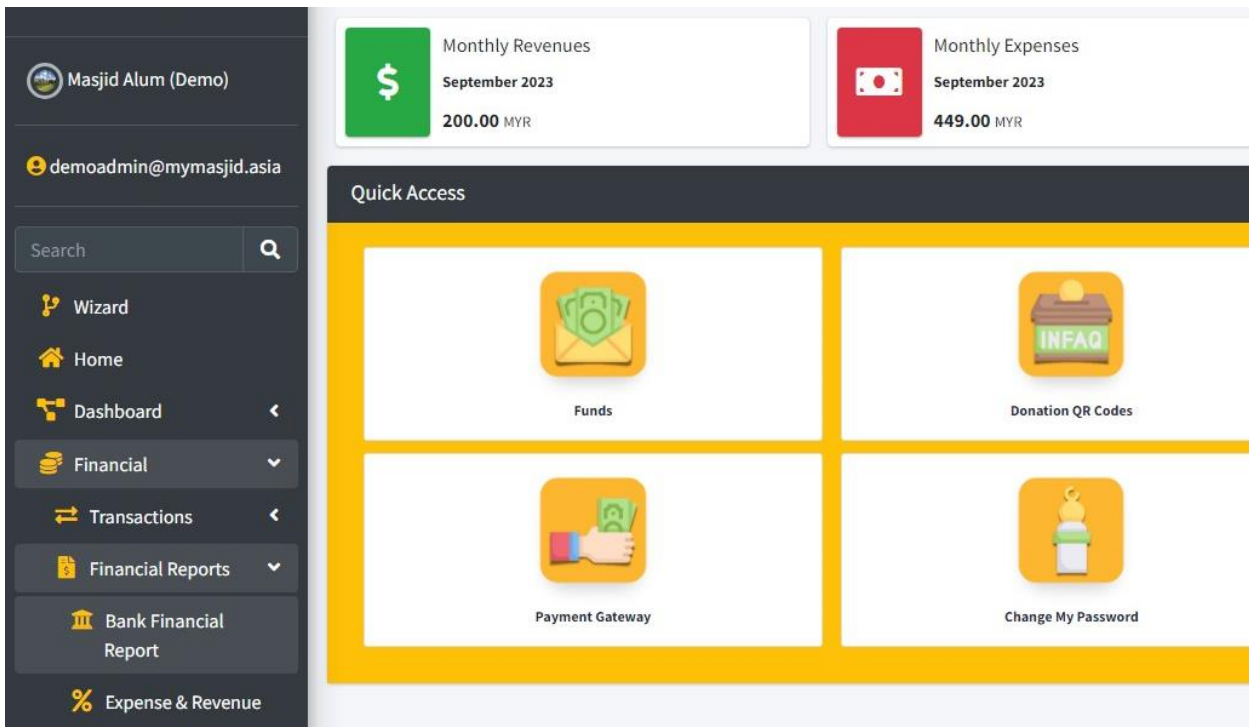 Masjid Alum (Demo)
demoadmin@mymasjid.asia
Search
Wizard
Home
Dashboard
Financial
Transactions
Financial Reports
Bank Financial
Report
Expense & Revenue
Monthly Revenues
September 2023
200.00 MYR
Monthly Expenses
September 2023
449.00 MYR
Quick Access
Funds
INFAQ
Donation QR Codes
Payment Gateway
Change My Password